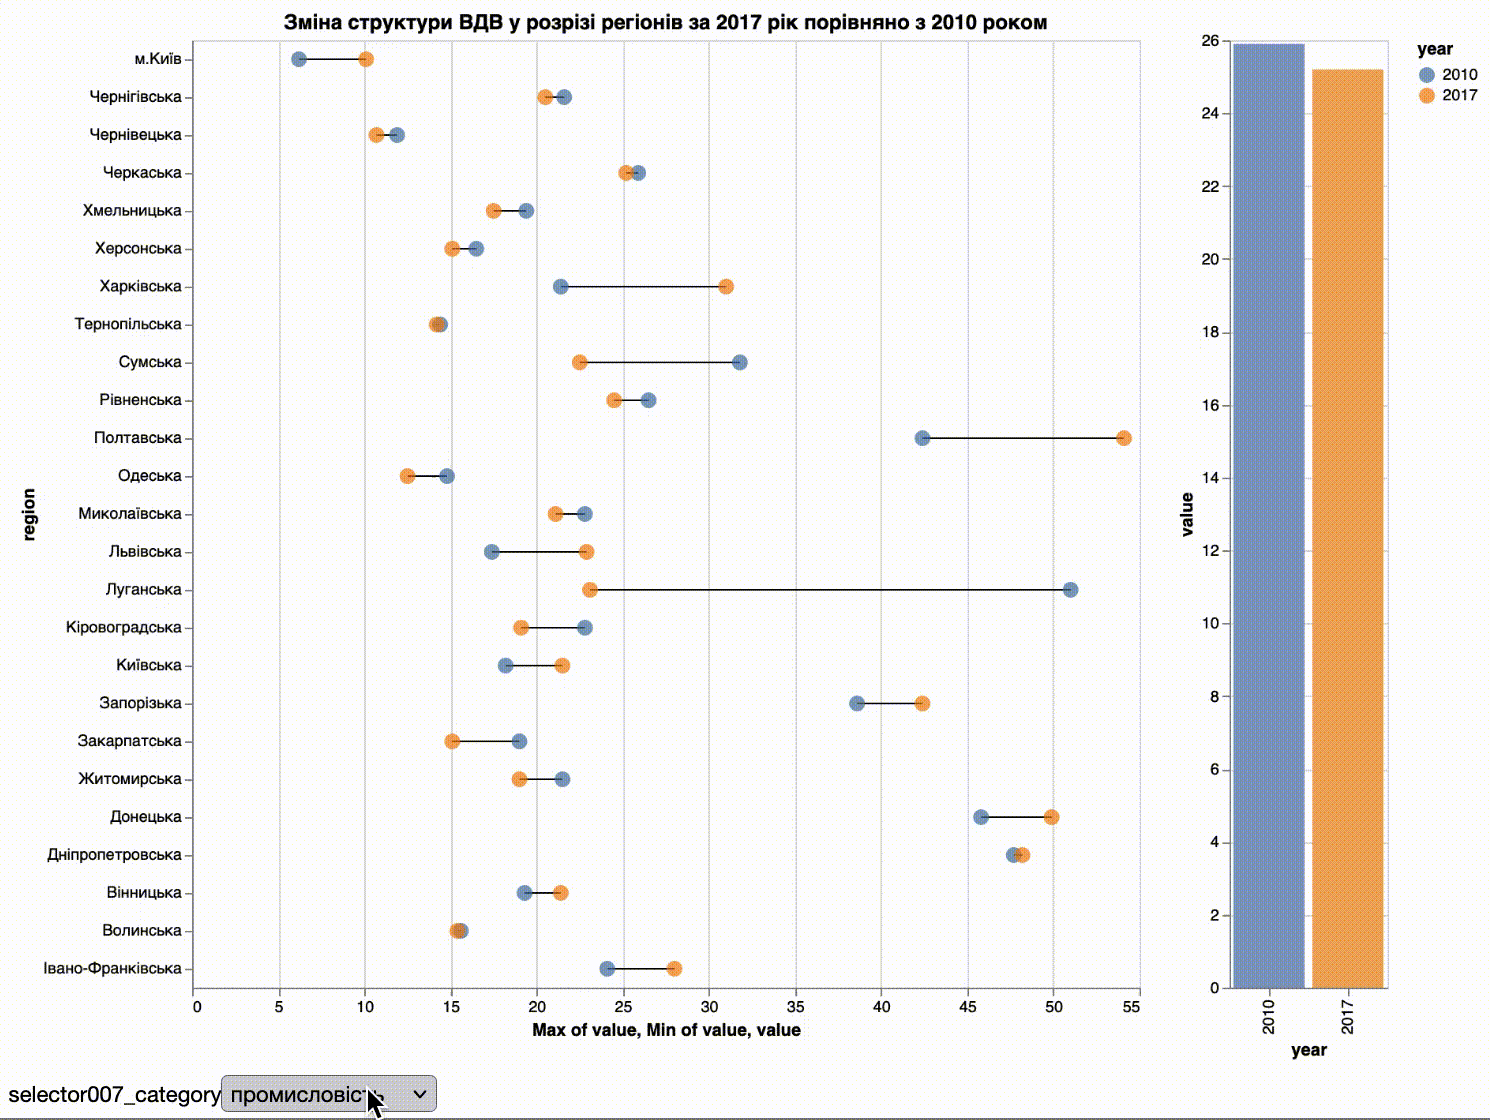 Зміна структури ВДВ у розрізі регіонів за 2017 рік порівняно з 2010 роком
region
м.Київ
Чернігівська
Чернівецька
Черкаська
Хмельницька
Херсонська
Харківська
Тернопільська
Сумська
Рівненська
Полтавська
Одеська
Миколаївська
Львівська
Луганська
Кіровоградська
Київська
Запорізька
Закарпатська
Житомирська
Донецька
Дніпропетровська
Вінницька
Волинська
Івано-Франківська
0 5 10 15 20 25 30 35 40 45 50 55
Max of value, Min of value, value
value
26
24
22
20
18
16
14
12
10
8
6
4
2
0
2010 2017
year
year
2010
2017
selector007_category промисловість